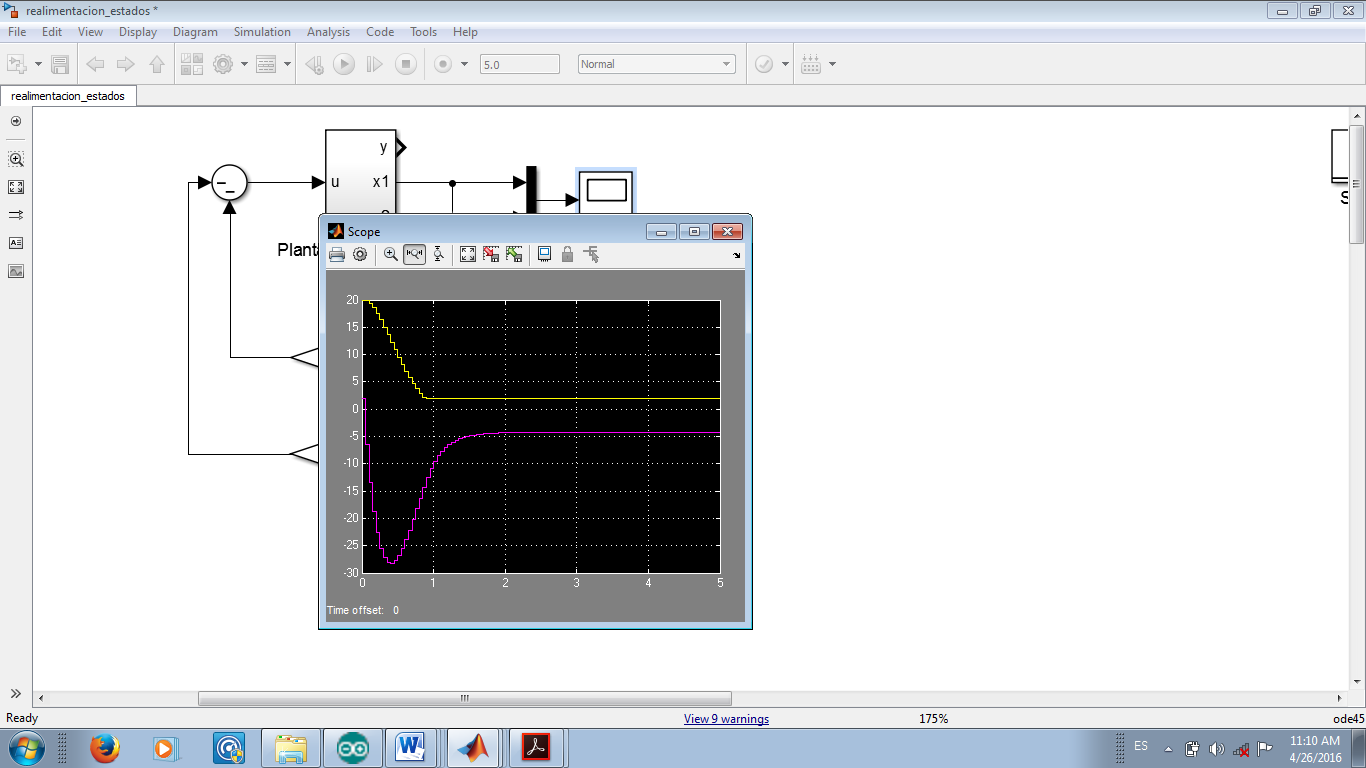 realimentacion_estados *
File Edit View Display Diagram Simulation Analysis Code Tools Help
5.0 Normal
realimentacion_estados
y
u x1
Scope
20
15
10
5
0
-5
-10
-15
-20
-25
-30
0 1 2 3 4 5
Time offset: 0
Ready View 9 warnings 175% ode45
ES 11:10 AM
4/26/2016